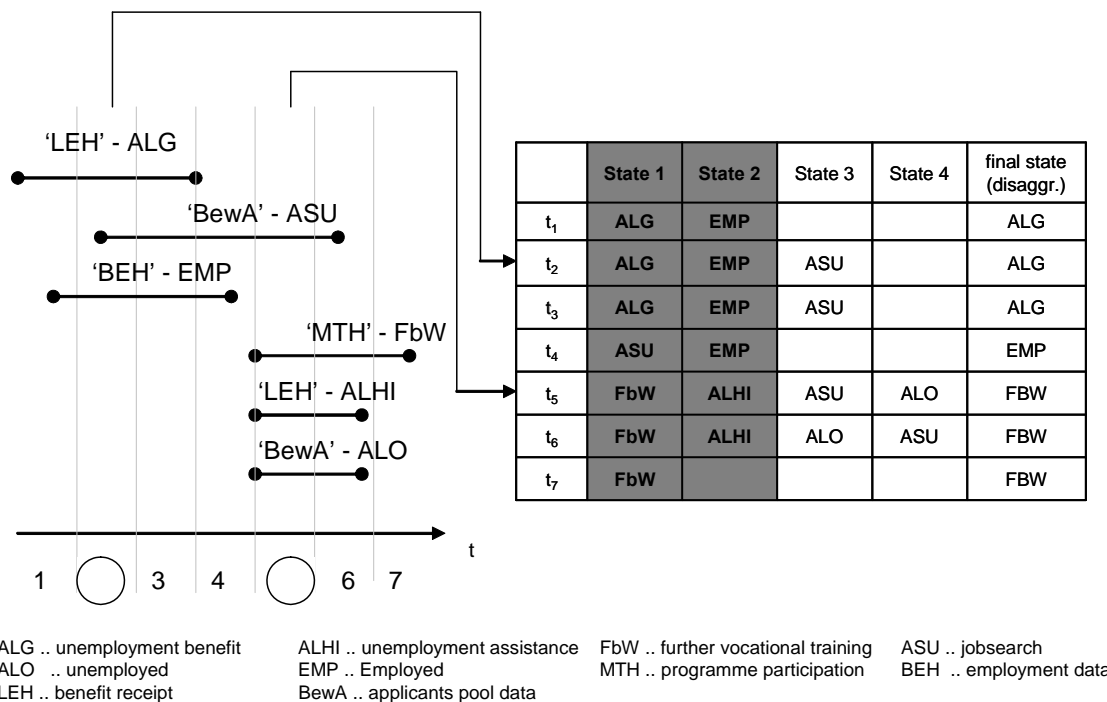 ‘LEH’ - ALG
‘BewA’ - ASU
‘BEH’ - EMP
‘MTH’ - FbW
‘LEH’ - ALHI
‘BewA’ - ALO
t
1 3 4 6 7
State 1 State 2 State 3 State 4 final state (disaggr.)
t1 ALG EMP ALG
t2 ALG EMP ASU ALG
t3 ALG EMP ASU ALG
t4 ASU EMP EMP
t5 FbW ALHI ASU ALO FBW
t6 FbW ALHI ALO ASU FBW
t7 FbW FBW
ALG .. unemployment benefit ALHI .. unemployment assistance FbW .. further vocational training ASU .. jobsearch
ALO .. unemployed EMP .. Employed MTH .. programme participation BEH .. employment data
LEH .. benefit receipt BewA .. applicants pool data